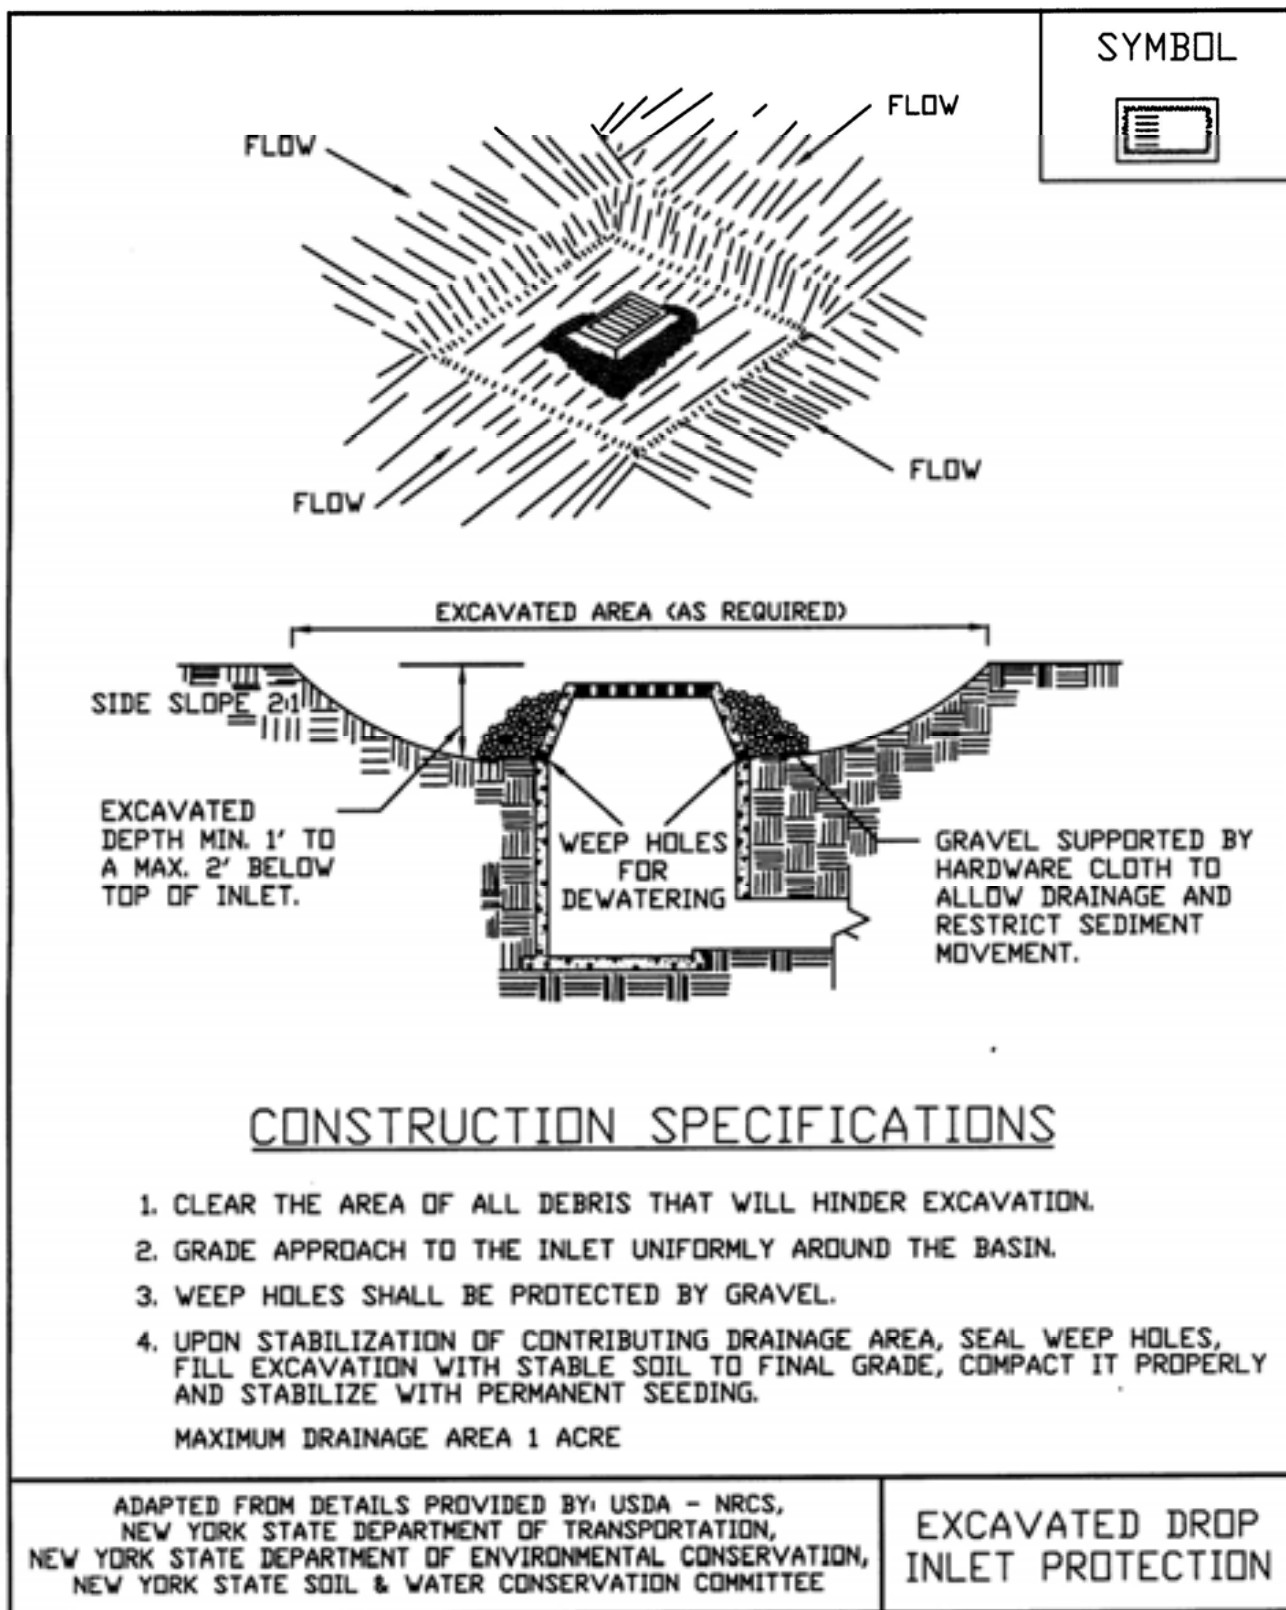 SYMBOL
FLOW
FLOW
FLOW
FLOW
EXCAVATED AREA (AS REQUIRED)
SIDE SLOPE 2:1
EXCAVATED
DEPTH MIN. 1' TO
A MAX. 2' BELOW
TOP OF INLET.
WEEP HOLES
FOR
DEWATERING
GRAVEL SUPPORTED BY
HARDWARE CLOTH TO
ALLOW DRAINAGE AND
RESTRICT SEDIMENT
MOVEMENT.
CONSTRUCTION SPECIFICATIONS
1. CLEAR THE AREA OF ALL DEBRIS THAT WILL HINDER EXCAVATION.
2. GRADE APPROACH TO THE INLET UNIFORMLY AROUND THE BASIN.
3. WEEP HOLES SHALL BE PROTECTED BY GRAVEL.
4. UPON STABILIZATION OF CONTRIBUTING DRAINAGE AREA, SEAL WEEP HOLES,
FILL EXCAVATION WITH STABLE SOIL TO FINAL GRADE, COMPACT IT PROPERLY
AND STABILIZE WITH PERMANENT SEEDING.
MAXIMUM DRAINAGE AREA 1 ACRE
ADAPTED FROM DETAILS PROVIDED BY: USDA - NRCS,
NEW YORK STATE DEPARTMENT OF TRANSPORTATION,
NEW YORK STATE DEPARTMENT OF ENVIRONMENTAL CONSERVATION,
NEW YORK STATE SOIL & WATER CONSERVATION COMMITTEE
EXCAVATED DROP
INLET PROTECTION